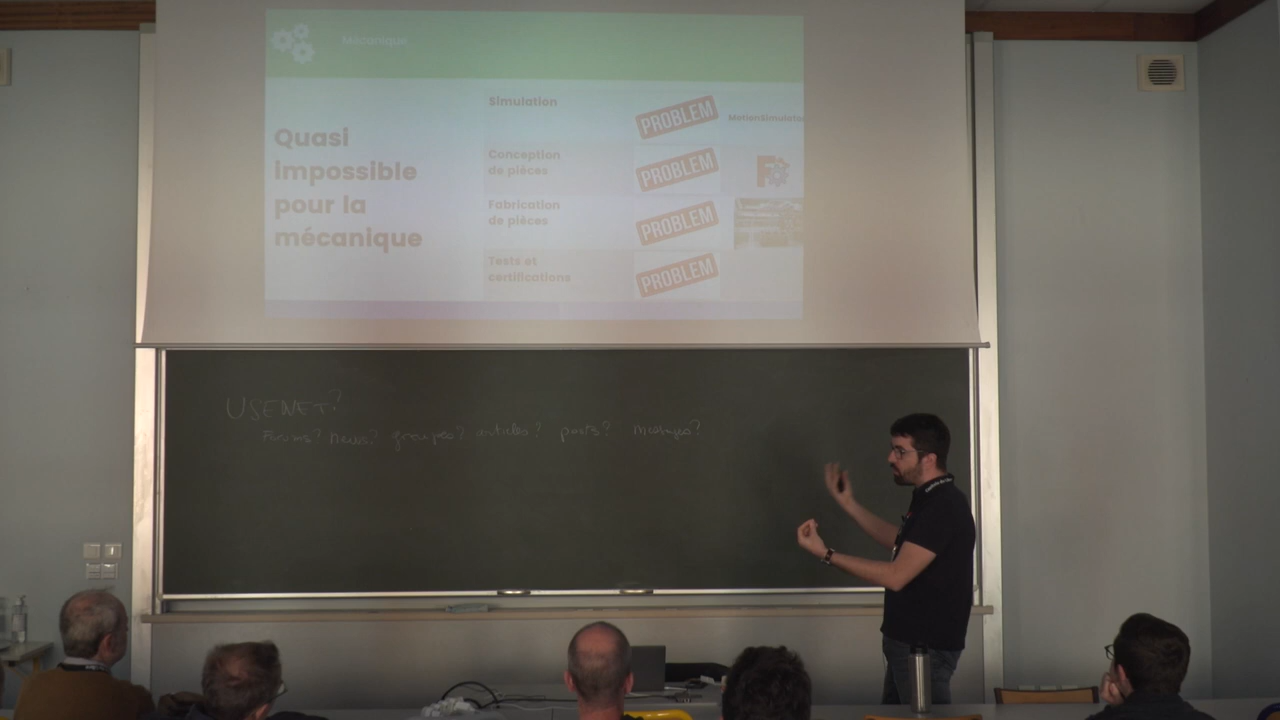 Mécanique
Quasi
impossible
pour la
mécanique
Simulation
PROBLEM
MotionSimulator
Conception
de pièces
PROBLEM
Fabrication
de pièces
PROBLEM
Tests et
certifications
PROBLEM
USENET?
Forums? News? groupes? articles? posts? messages?